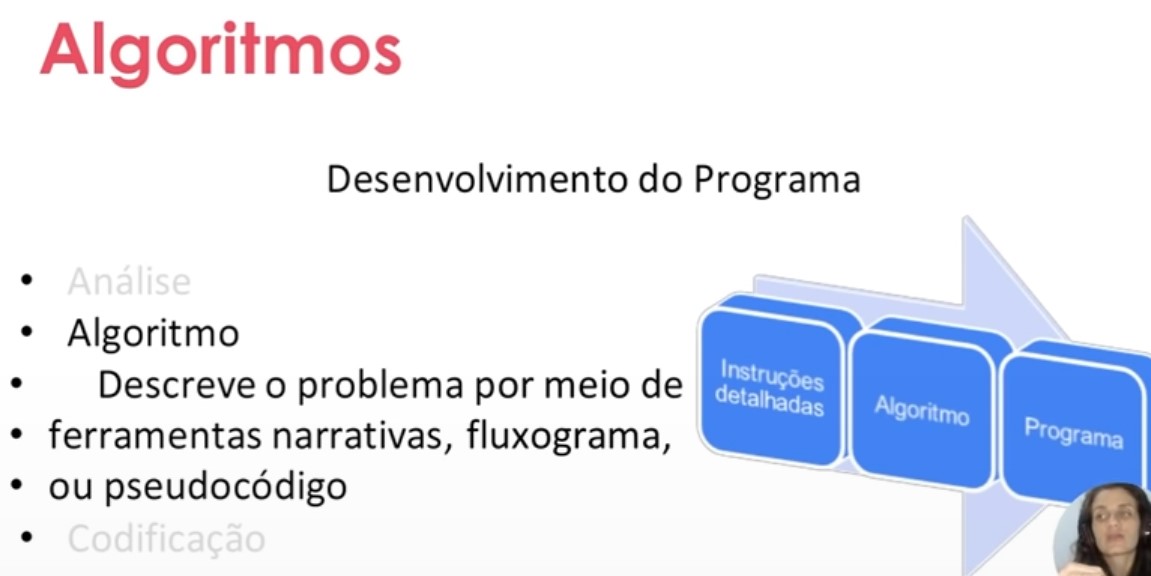 Algoritmos
Desenvolvimento do Programa
• Análise
• Algoritmo
• Descreve o problema por meio de
• ferramentas narrativas, fluxograma,
• ou pseudocódigo
• Codificação
Instruções
detalhadas
Algoritmo
Programa